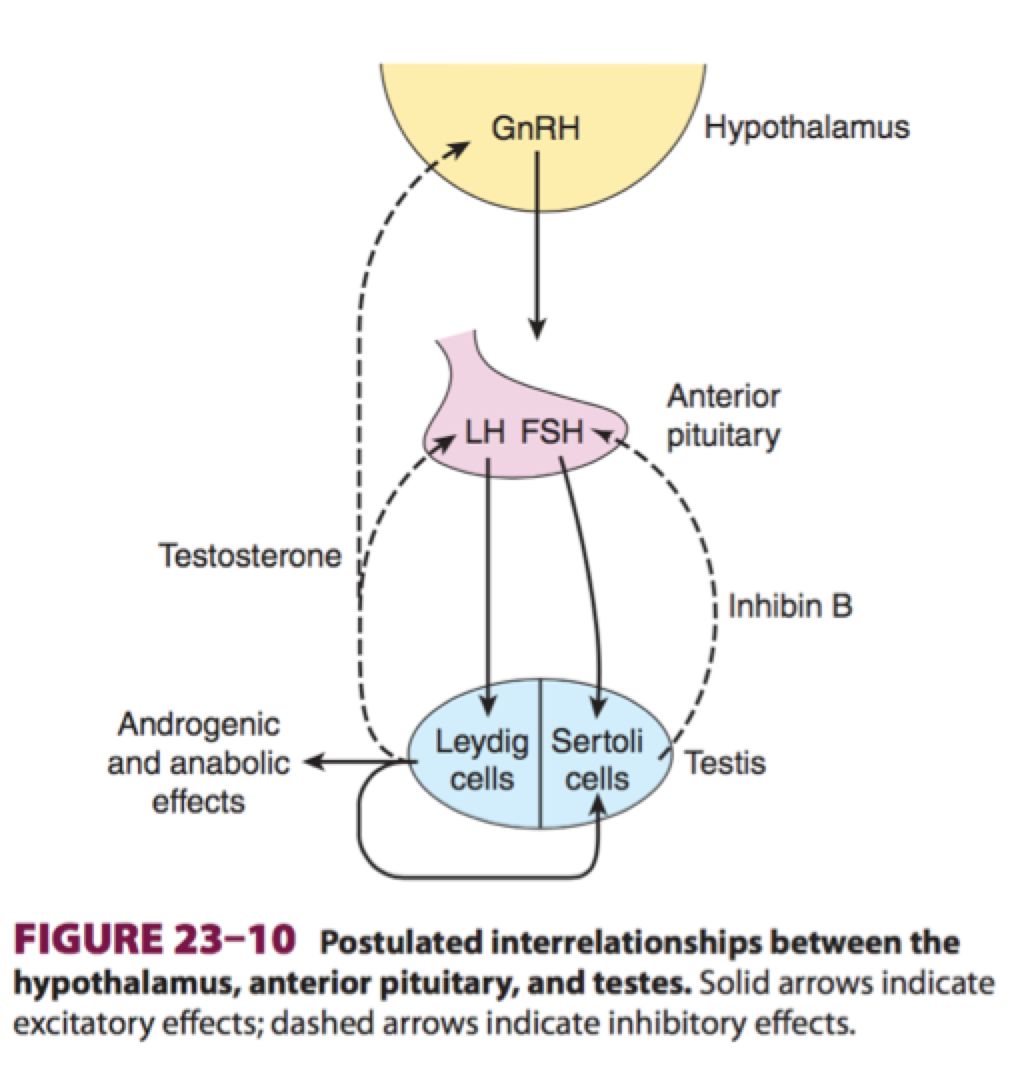 GnRH
Hypothalamus
Anterior
pituitary
LH FSH
Testosterone
Inhibin B
Androgenic
and anabolic
effects
Leydig
cells
Sertoli
cells
Testis
FIGURE 23–10 Postulated interrelationships between the
hypothalamus, anterior pituitary, and testes. Solid arrows indicate
excitatory effects; dashed arrows indicate inhibitory effects.